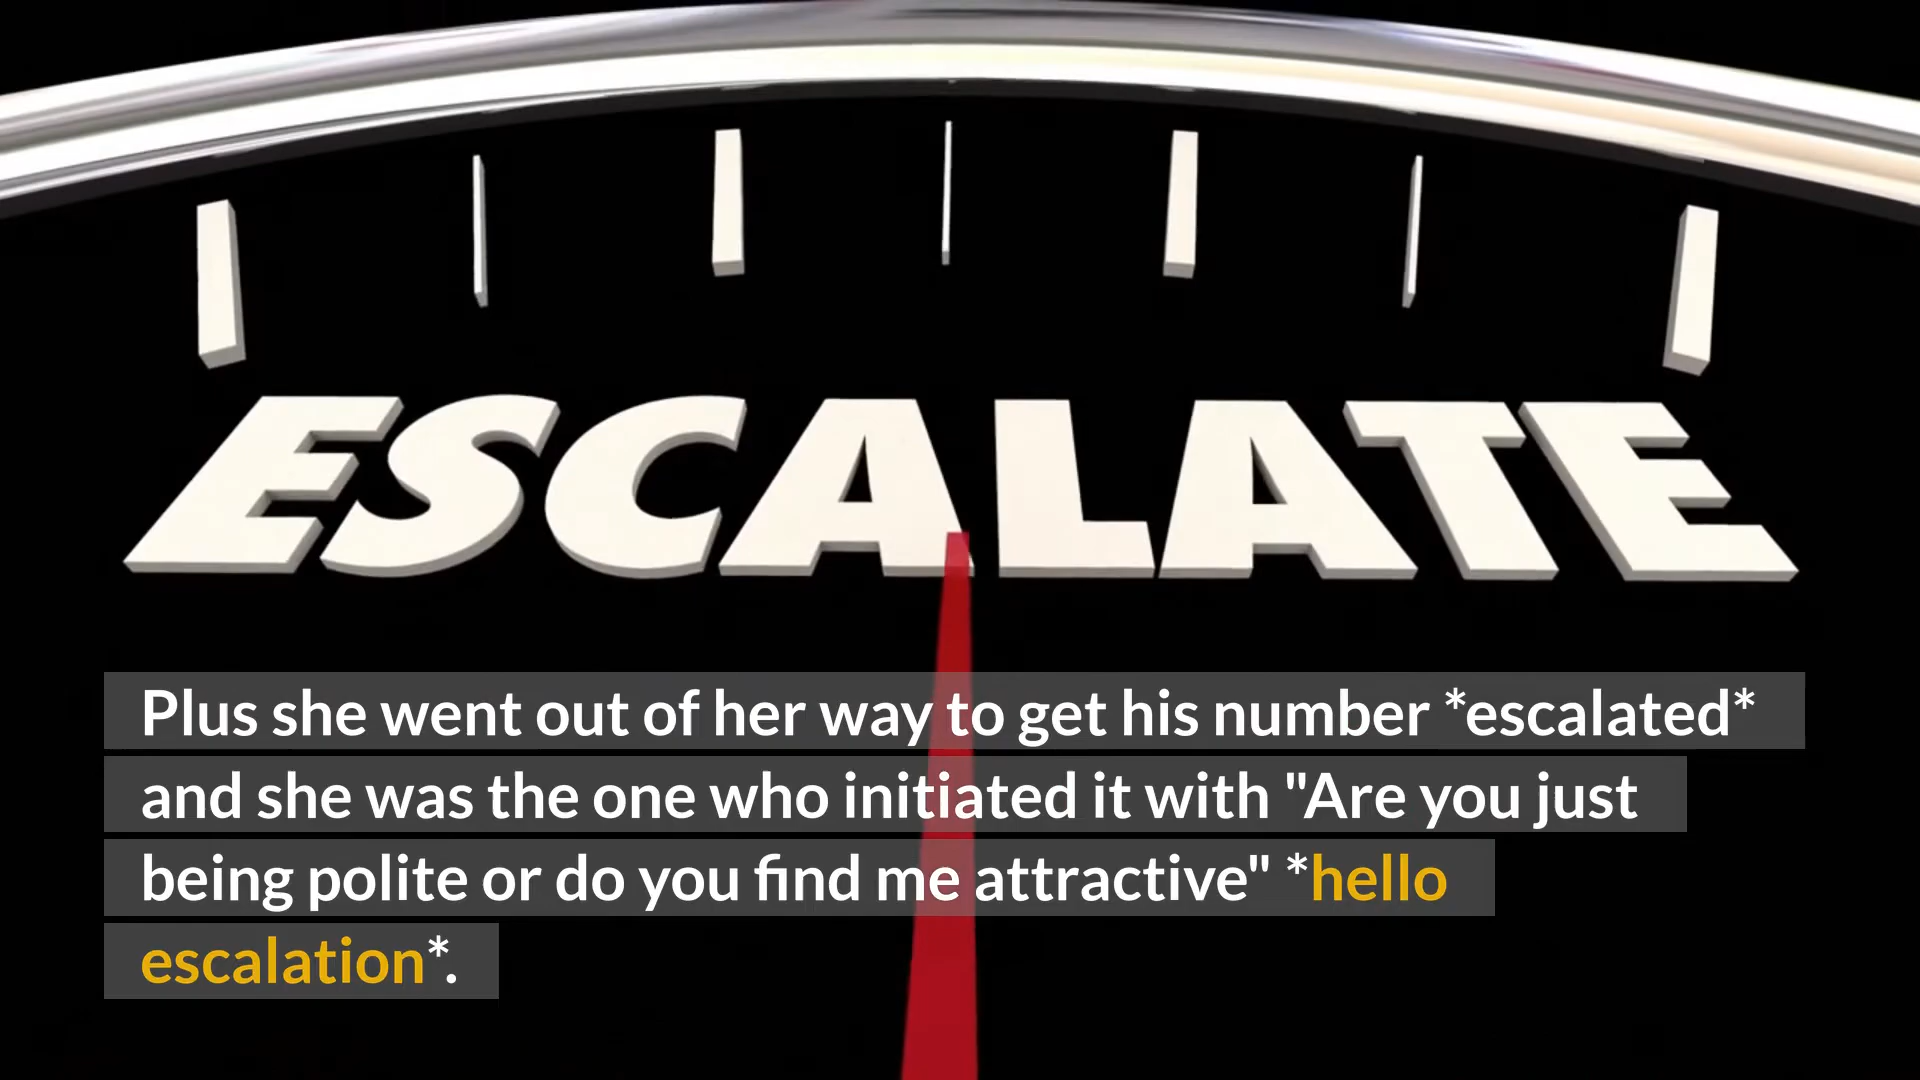 ESCALATE
Plus she went out of her way to get his number *escalated*
and she was the one who initiated it with "Are you just
being polite or do you find me attractive" *hello
escalation*.